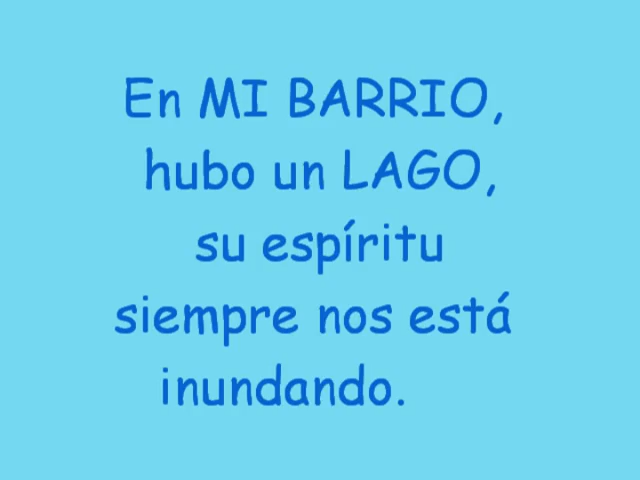 En MI BARRIO,
hubo un LAGO,
su espíritu
siempre nos está
inundando.